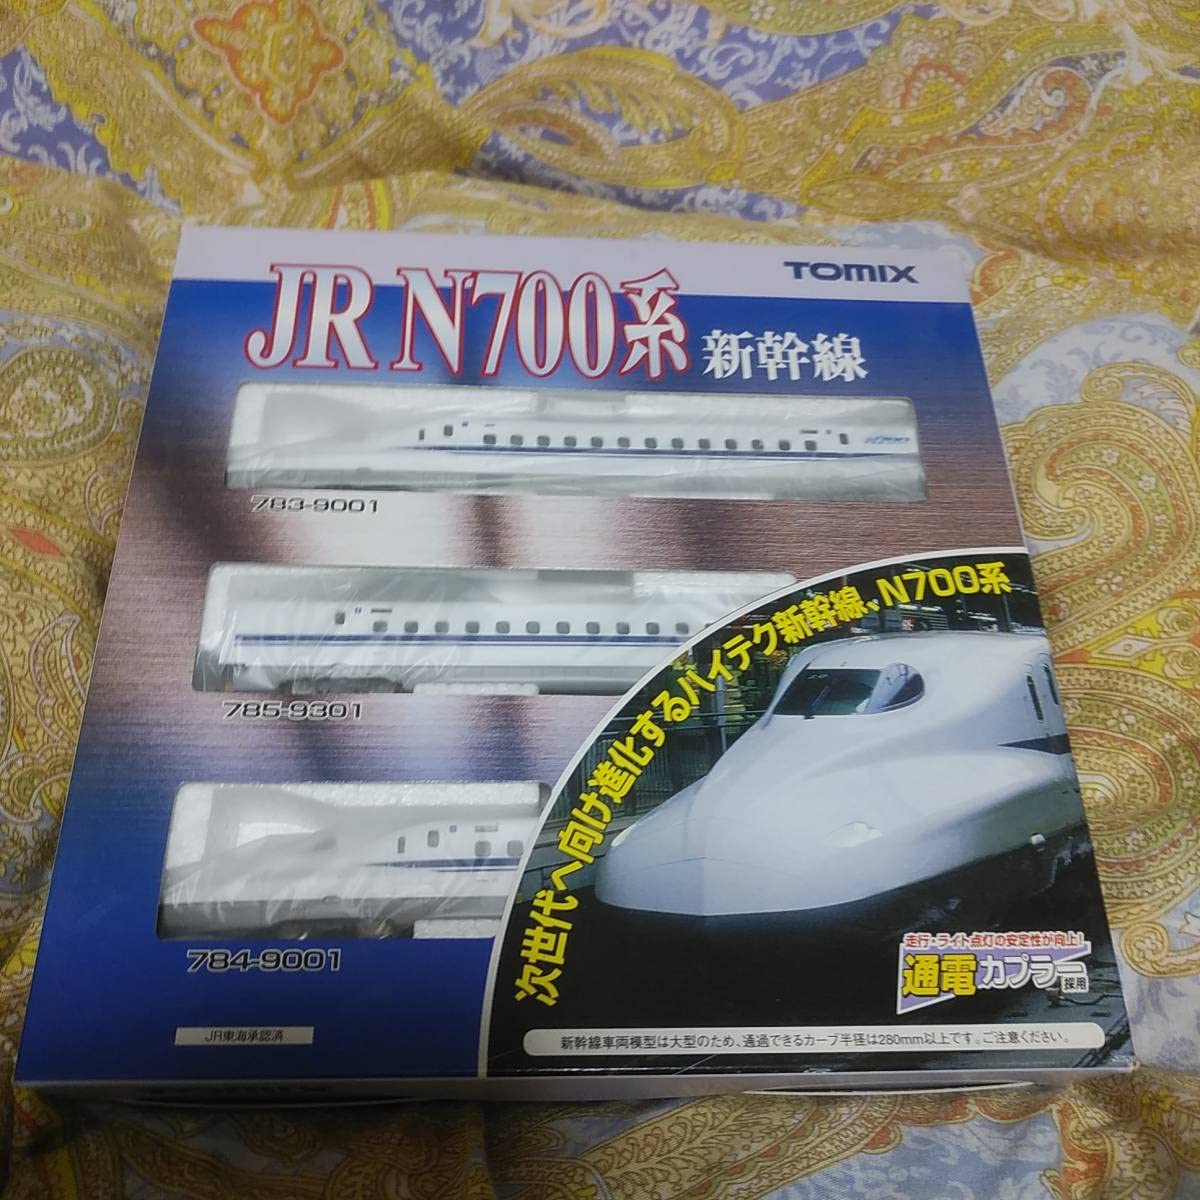 TOMIX
JR N700系 新幹線
783-9001
785-9301
784-9001
次世代へ向け進化するハイテク新幹線、N700系
走行・ライト点灯の安定性が向上!
通電カプラー採用
JR東海承認済
新幹線車両模型は大型のため、通過できるカーブ半径は280mm以上です。ご注意ください。